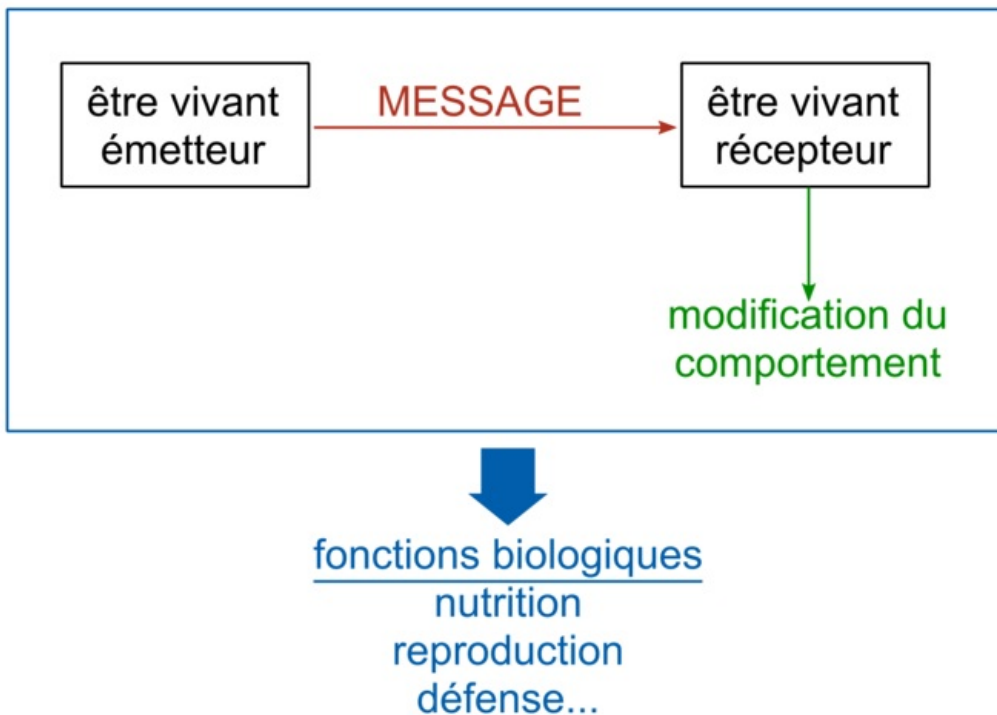 être vivant
émetteur
MESSAGE
être vivant
récepteur
modification du
comportement
fonctions biologiques
nutrition
reproduction
défense...